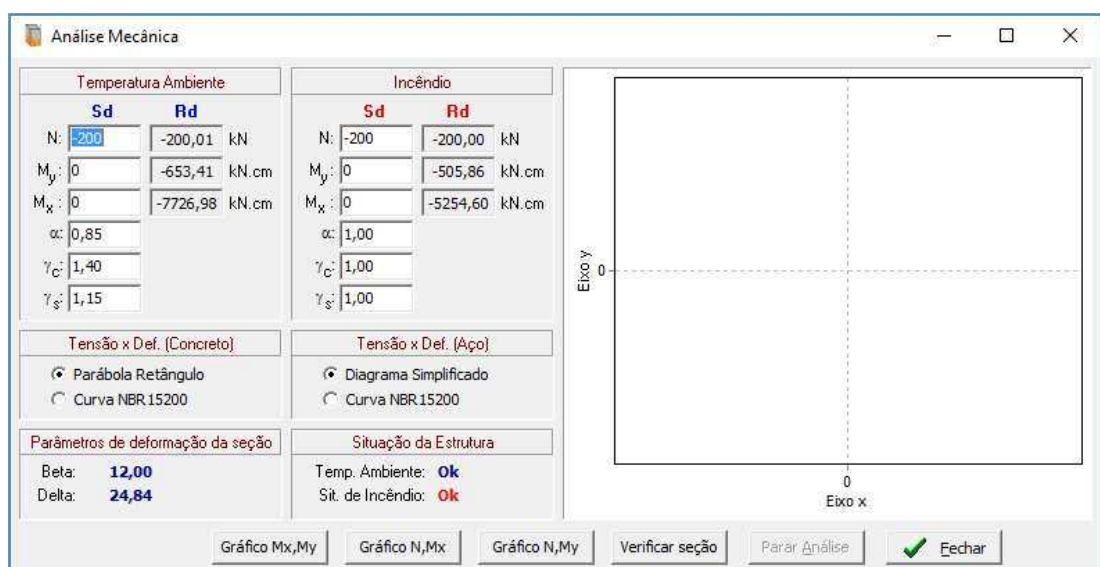 Análise Mecânica
Temperatura Ambiente
Sd Rd
N: -200 -200,01 kN
My: 0 -653,41 kN.cm
Mx : 0 -7726,98 kN.cm
α: 0,85
γc: 1,40
γs: 1,15
Incêndio
Sd Rd
N: -200 -200,00 kN
My: 0 -505,86 kN.cm
Mx : 0 -5254,60 kN.cm
α: 1,00
γc: 1,00
γs: 1,00
Tensão x Def. (Concreto)
Parábola Retângulo
Curva NBR15200
Tensão x Def. (Aço)
Diagrama Simplificado
Curva NBR15200
Parâmetros de deformação da seção
Beta: 12,00
Delta: 24,84
Situação da Estrutura
Temp. Ambiente: Ok
Sit. de Incêndio: Ok
Eixo y
0
0
Eixo x
Gráfico Mx,My Gráfico N,Mx Gráfico N,My Verificar seção Parar Análise Fechar